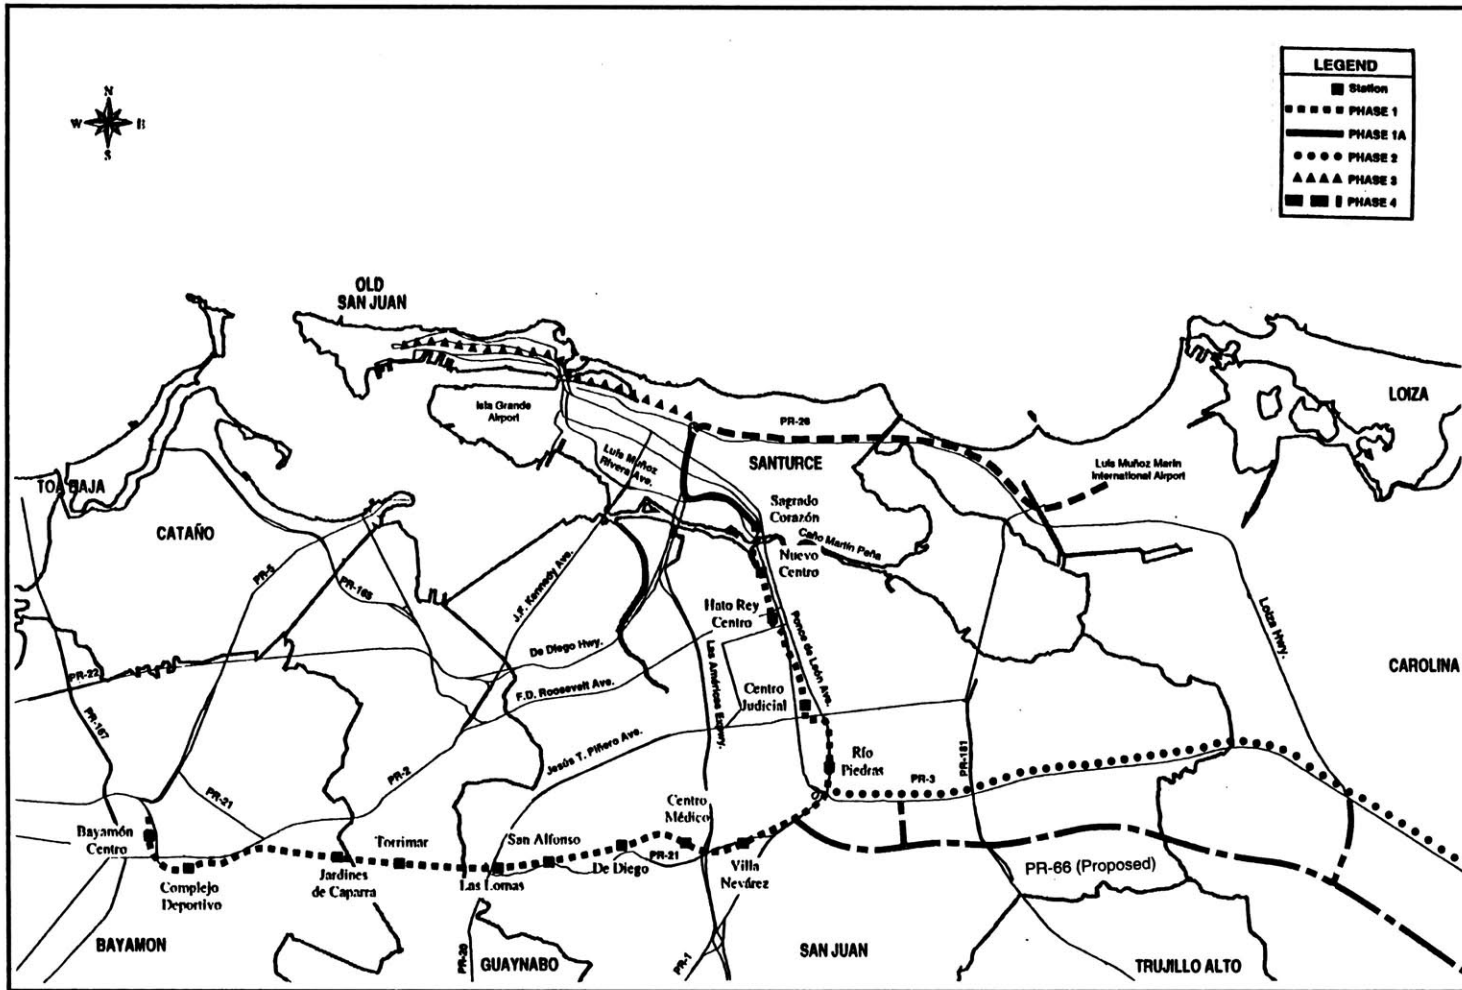 LEGEND
Station
PHASE 1
PHASE 1A
PHASE 2
PHASE 3
PHASE 4
N
W
E
S
OLD
SAN JUAN
Isla Grande
Airport
PR-26
LOIZA
Luis Muñoz
Rivera Ave.
SANTURCE
Luis Muñoz Marín
International Airport
TOA BAJA
CATAÑO
Sagrado
Corazón
Caño Martín Peña
Nuevo
Centro
PR-5
PR-165
J.F. Kennedy Ave.
Hato Rey
Centro
Ponce de León Ave.
Loiza Hwy.
De Diego Hwy.
Las Américas Expwy.
CAROLINA
PR-22
F.D. Roosevelt Ave.
Centro
Judicial
PR-167
Jesús T. Piñero Ave.
Río
Piedras
PR-3
PR-181
PR-2
PR-21
Centro
Médico
Bayamón
Centro
Torrimar
San Alfonso
De Diego
PR-21
Villa
Nevárez
PR-66 (Proposed)
Complejo
Deportivo
Jardines
de Caparra
Las Lomas
BAYAMON
PR-20
GUAYNABO
PR-1
SAN JUAN
TRUJILLO ALTO